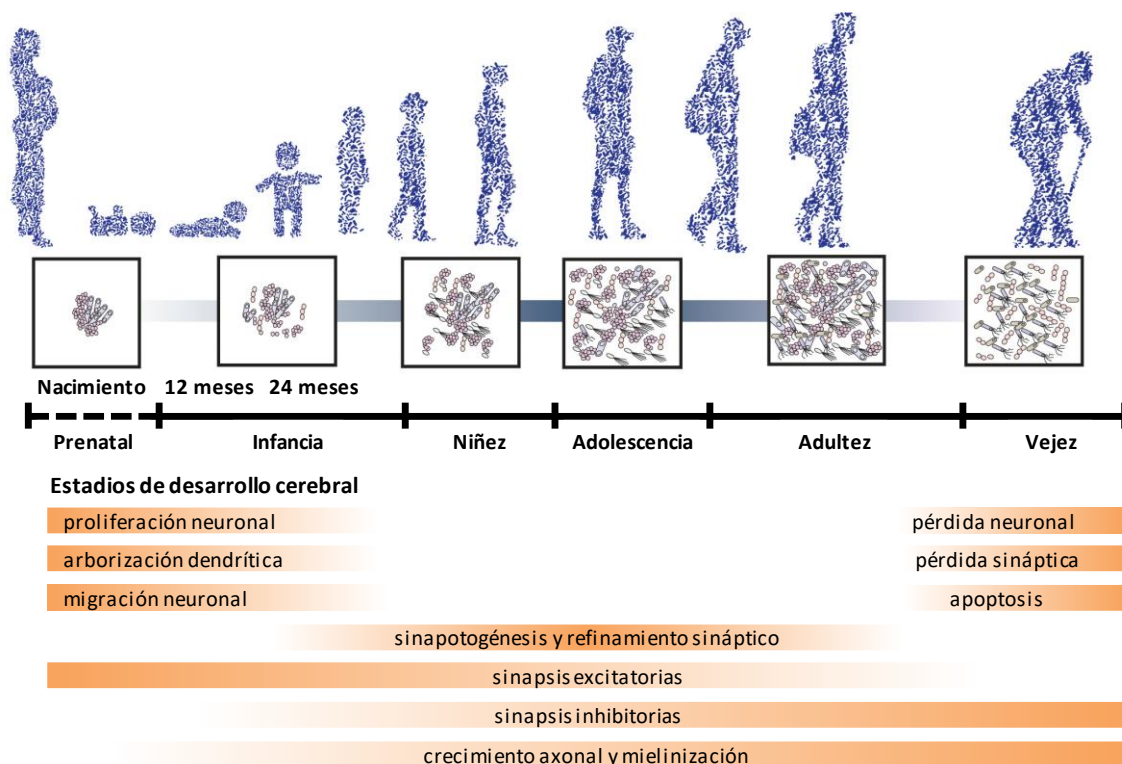 Nacimiento 12 meses 24 meses
Prenatal Infancia Niñez Adolescencia Adultez Vejez
Estadios de desarrollo cerebral
proliferación neuronal pérdida neuronal
arborización dendrítica pérdida sináptica
migración neuronal apoptosis
sinapotogénesis y refinamiento sináptico
sinapsis excitatorias
sinapsis inhibitorias
crecimiento axonal y mielinización